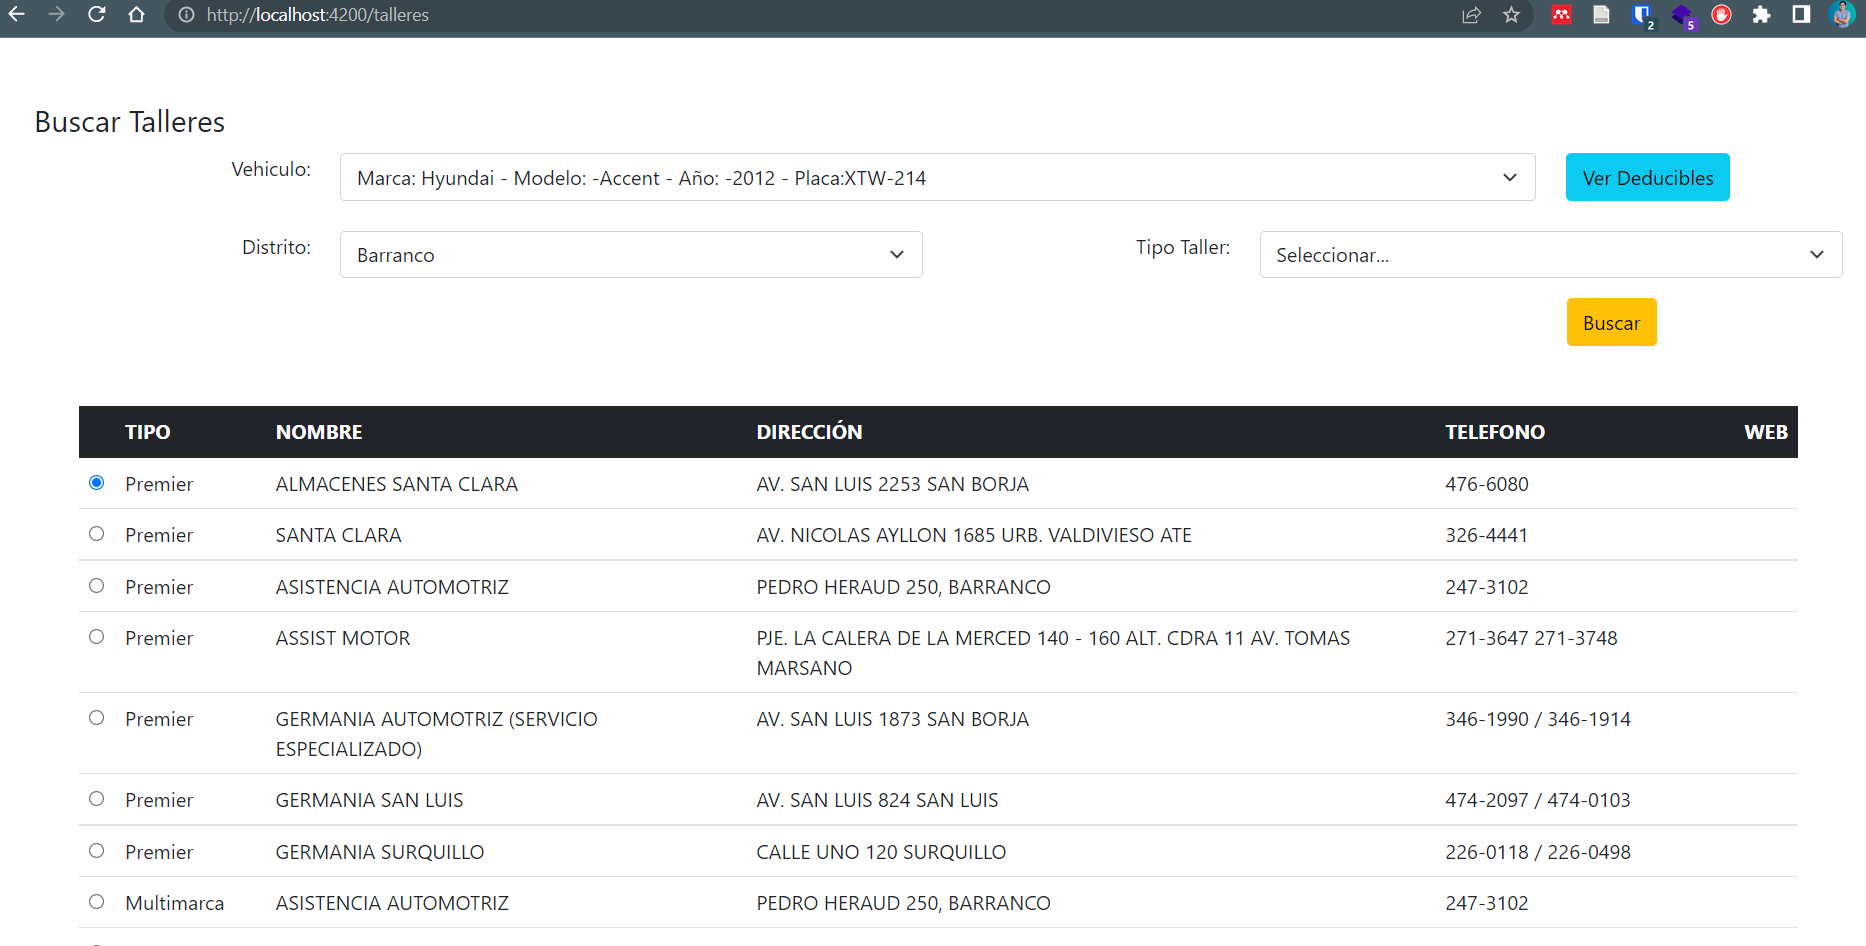 http://localhost:4200/talleres
2
5
Buscar Talleres
Vehiculo:
Marca: Hyundai - Modelo: -Accent - Año: -2012 - Placa:XTW-214
Ver Deducibles
Distrito:
Barranco
Tipo Taller:
Seleccionar...
Buscar
TIPO NOMBRE DIRECCIÓN TELEFONO WEB
Premier ALMACENES SANTA CLARA AV. SAN LUIS 2253 SAN BORJA 476-6080
Premier SANTA CLARA AV. NICOLAS AYLLON 1685 URB. VALDIVIESO ATE 326-4441
Premier ASISTENCIA AUTOMOTRIZ PEDRO HERAUD 250, BARRANCO 247-3102
Premier ASSIST MOTOR PJE. LA CALERA DE LA MERCED 140 - 160 ALT. CDRA 11 AV. TOMAS 271-3647 271-3748
MARSANO
Premier GERMANIA AUTOMOTRIZ (SERVICIO AV. SAN LUIS 1873 SAN BORJA 346-1990 / 346-1914
ESPECIALIZADO)
Premier GERMANIA SAN LUIS AV. SAN LUIS 824 SAN LUIS 474-2097 / 474-0103
Premier GERMANIA SURQUILLO CALLE UNO 120 SURQUILLO 226-0118 / 226-0498
Multimarca ASISTENCIA AUTOMOTRIZ PEDRO HERAUD 250, BARRANCO 247-3102